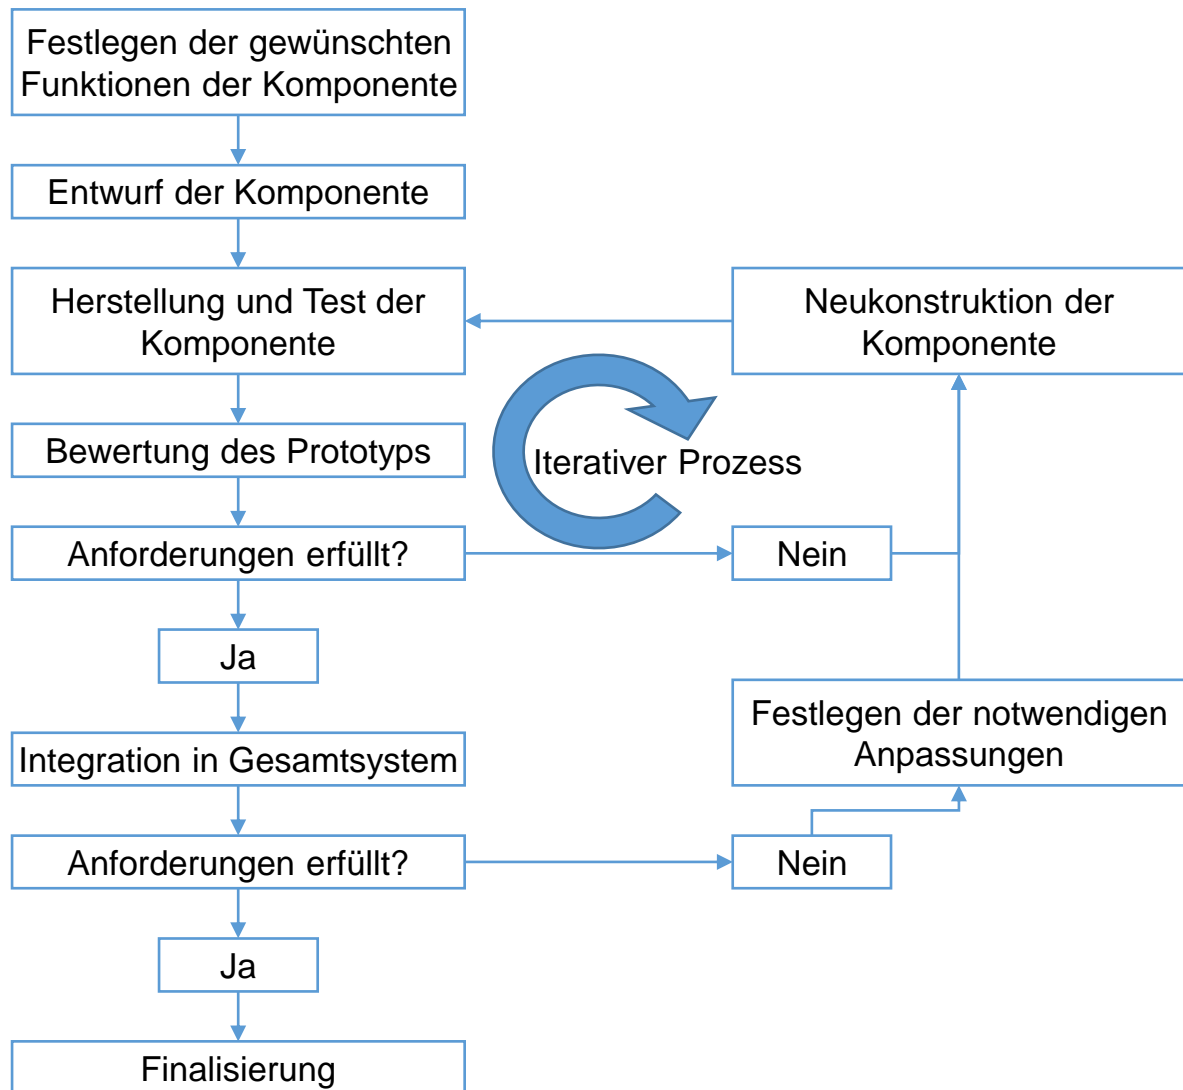 Festlegen der gewünschten
Funktionen der Komponente
Entwurf der Komponente
Herstellung und Test der
Komponente
Neukonstruktion der
Komponente
Bewertung des Prototyps
Iterativer Prozess
Anforderungen erfüllt?
Nein
Ja
Festlegen der notwendigen
Anpassungen
Integration in Gesamtsystem
Anforderungen erfüllt?
Nein
Ja
Finalisierung